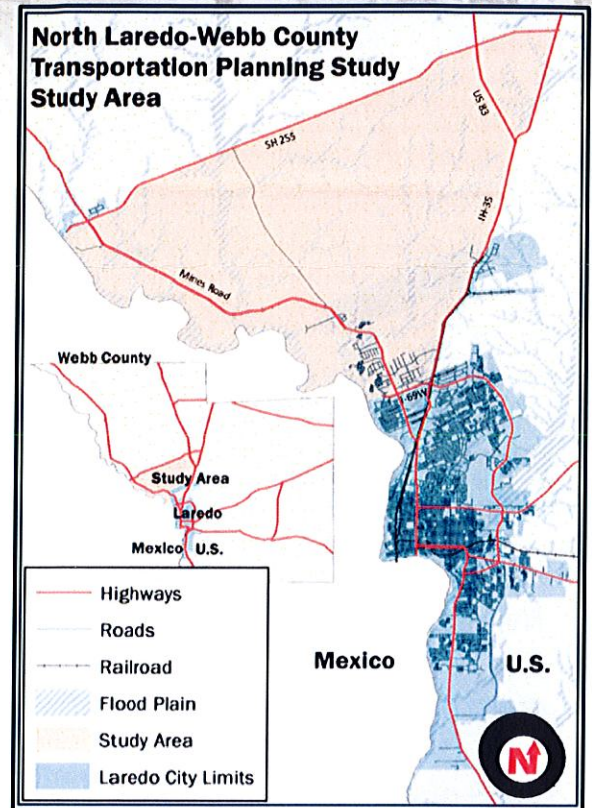 North Laredo-Webb County
Transportation Planning Study
Study Area
US 83
SH 255
IH-35
Mines Road
I-69W
Webb County
Study Area
Laredo
Mexico U.S.
Highways
Roads
Railroad
Flood Plain
Study Area
Laredo City Limits
Mexico
U.S.
N